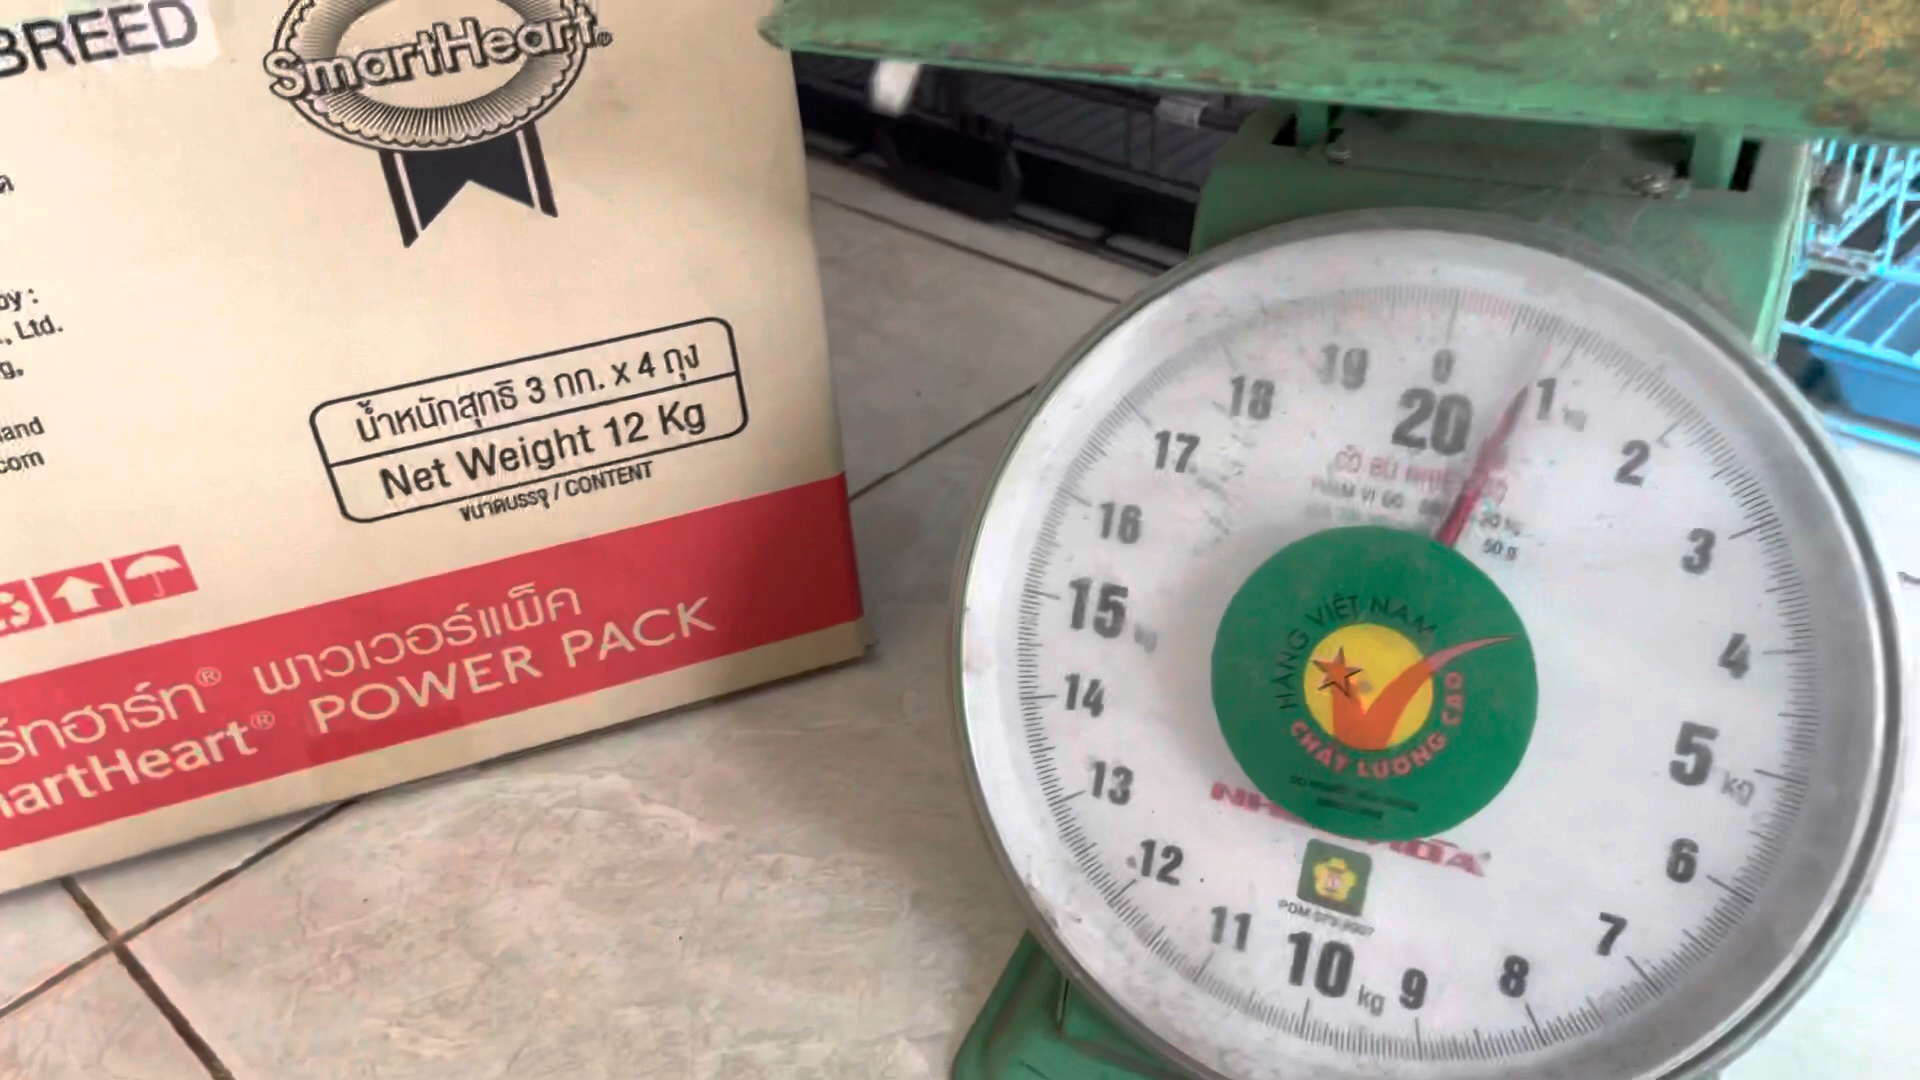 BREED
SmartHeart®
by :
, Ltd.
g,
land
com
น้ำหนักสุทธิ 3 กก. x 4 ถุง
Net Weight 12 Kg
ขนาดบรรจุ / CONTENT
ร์ทฮาร์ท® พาวเวอร์แพ็ค
artHeart® POWER PACK
0
20
1
2
3
4
5 kg
6
7
8
9
10 kg
11
12
13
14
15
16
17
18
19
50 g
HÀNG VIỆT NAM
CHẤT LƯỢNG CAO